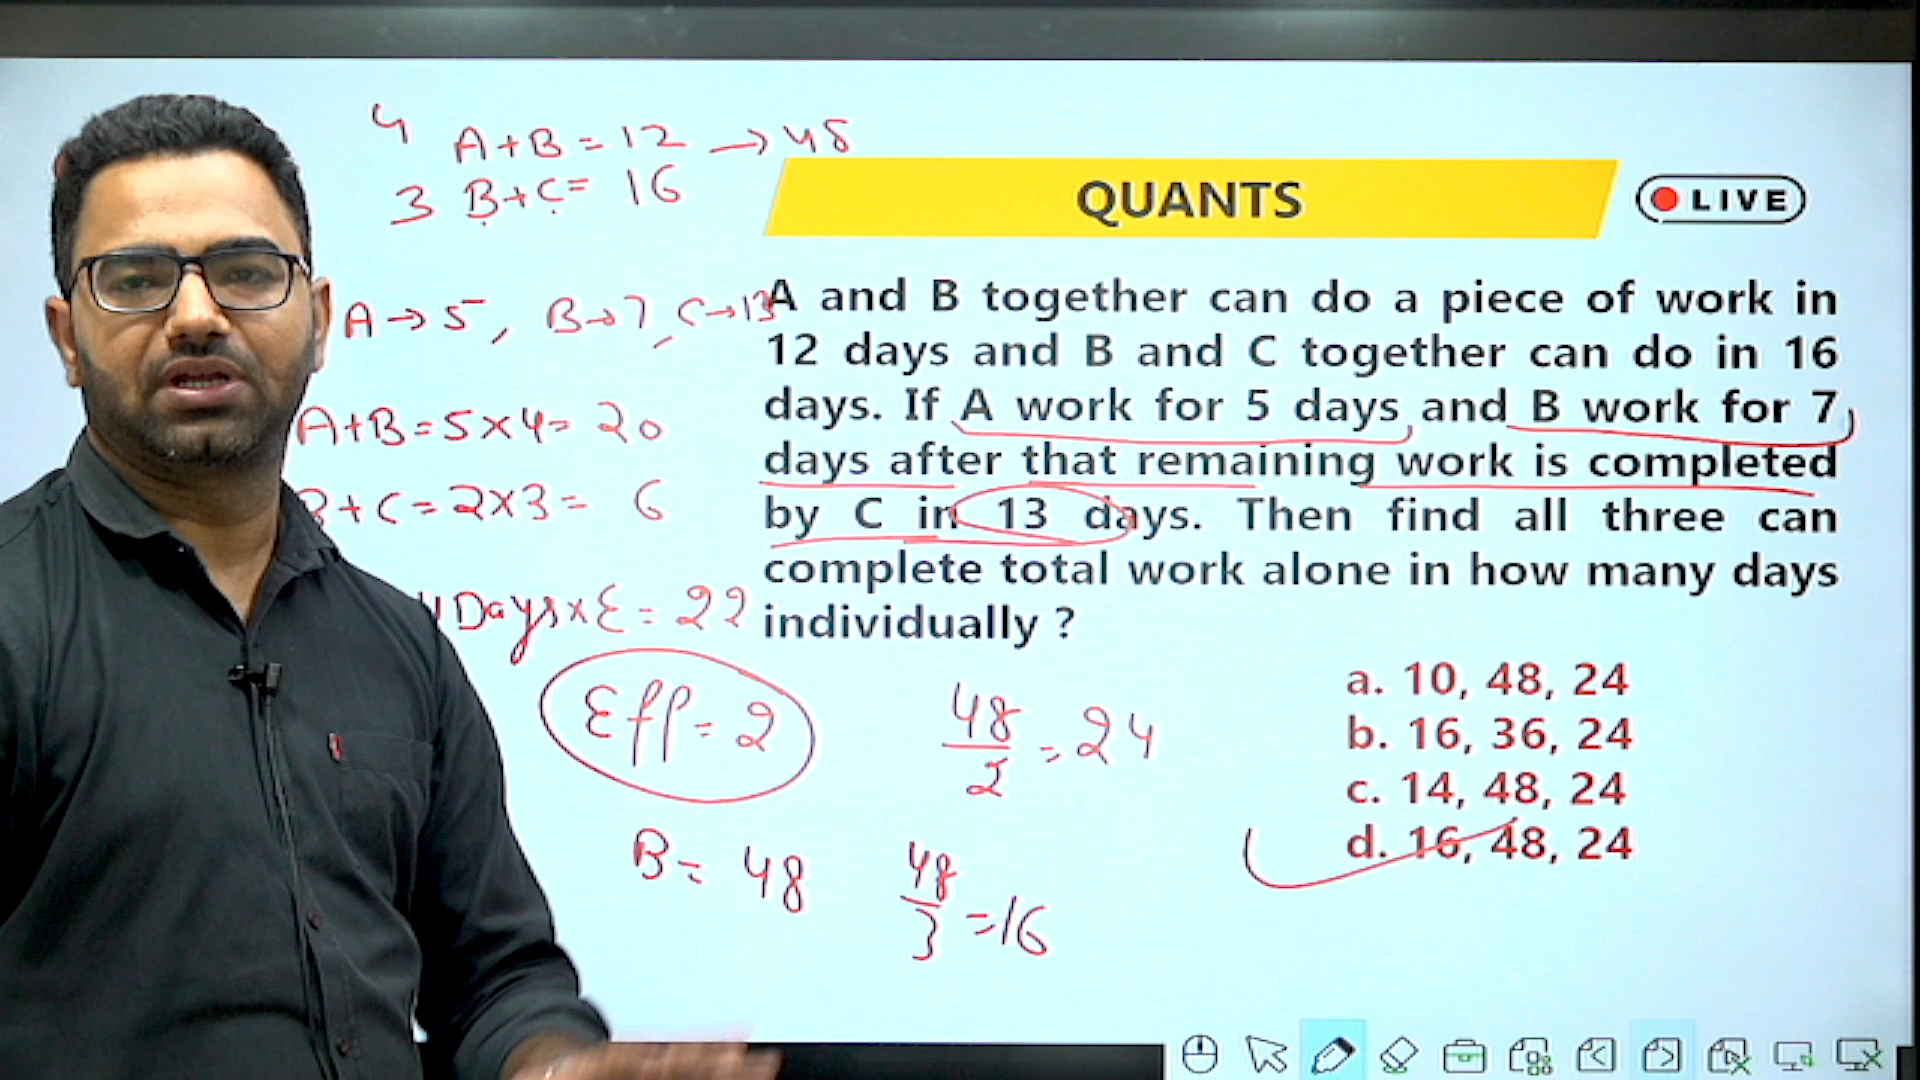 4 A+B=12 → 48
3 B+C= 16
A→5, B→7, C→13
A+B=5×4= 20
B+C=2×3= 6
Days×E=22
Eff=2
48/2=24
B=48
48/3=16
QUANTS
LIVE
A and B together can do a piece of work in
12 days and B and C together can do in 16
days. If A work for 5 days and B work for 7
days after that remaining work is completed
by C in 13 days. Then find all three can
complete total work alone in how many days
individually ?
a. 10, 48, 24
b. 16, 36, 24
c. 14, 48, 24
d. 16, 48, 24